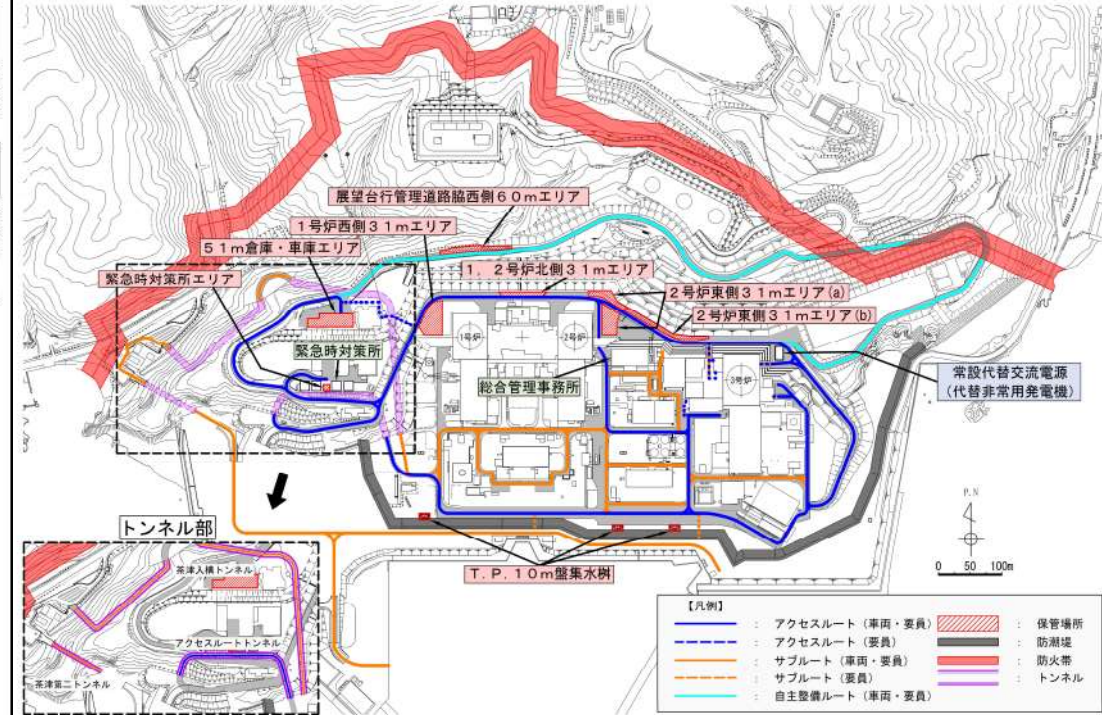 展望台行管理道路脇西側６０ｍエリア
１号炉西側３１ｍエリア
５１ｍ倉庫・車庫エリア
緊急時対策所エリア
１，２号炉北側３１ｍエリア
２号炉東側３１ｍエリア(a)
２号炉東側３１ｍエリア(b)
1号炉
2号炉
3号炉
緊急時対策所
総合管理事務所
常設代替交流電源
(代替非常用発電機)
P.N
0 50 100m
トンネル部
T.P.１０ｍ盤集水桝
茶津入構トンネル
アクセスルートトンネル
茶津第二トンネル
【凡例】
: アクセスルート（車両・要員）
: アクセスルート（要員）
: サブルート（車両・要員）
: サブルート（要員）
: 自主整備ルート（車両・要員）
: 保管場所
: 防潮堤
: 防火帯
: トンネル